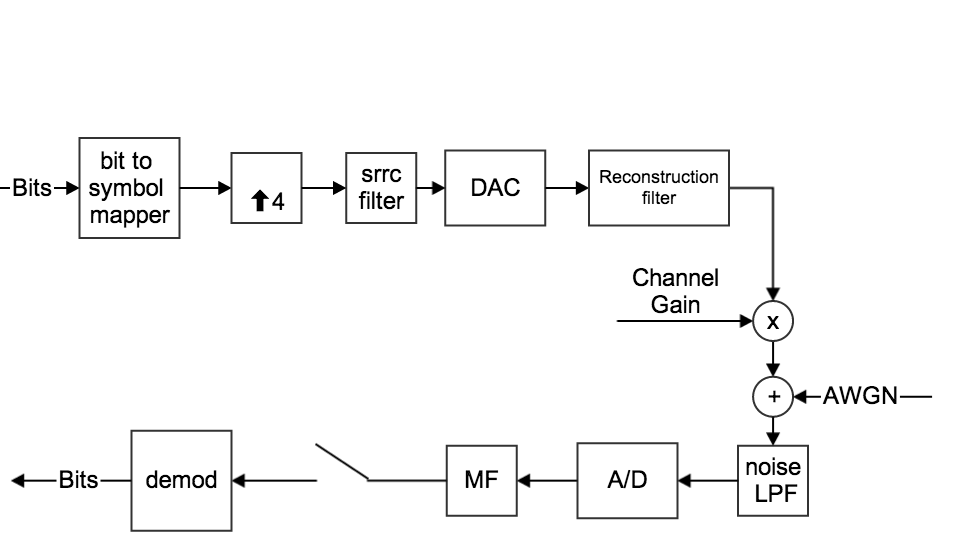 Bits
bit to
symbol
mapper
⬆4
srrc
filter
DAC
Reconstruction
filter
Channel
Gain
x
+
AWGN
noise
LPF
A/D
MF
demod
Bits